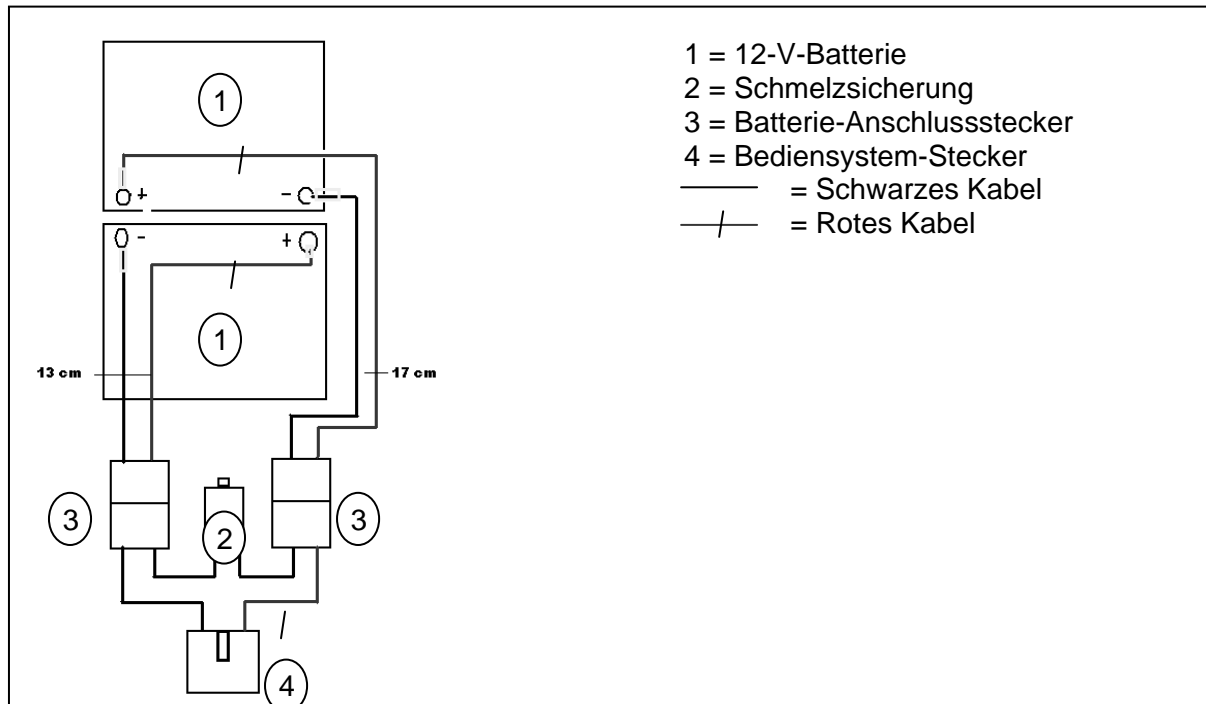 1
+ -
- +
1
13 cm
17 cm
3
2
3
4
1 = 12-V-Batterie
2 = Schmelzsicherung
3 = Batterie-Anschlussstecker
4 = Bediensystem-Stecker
= Schwarzes Kabel
= Rotes Kabel